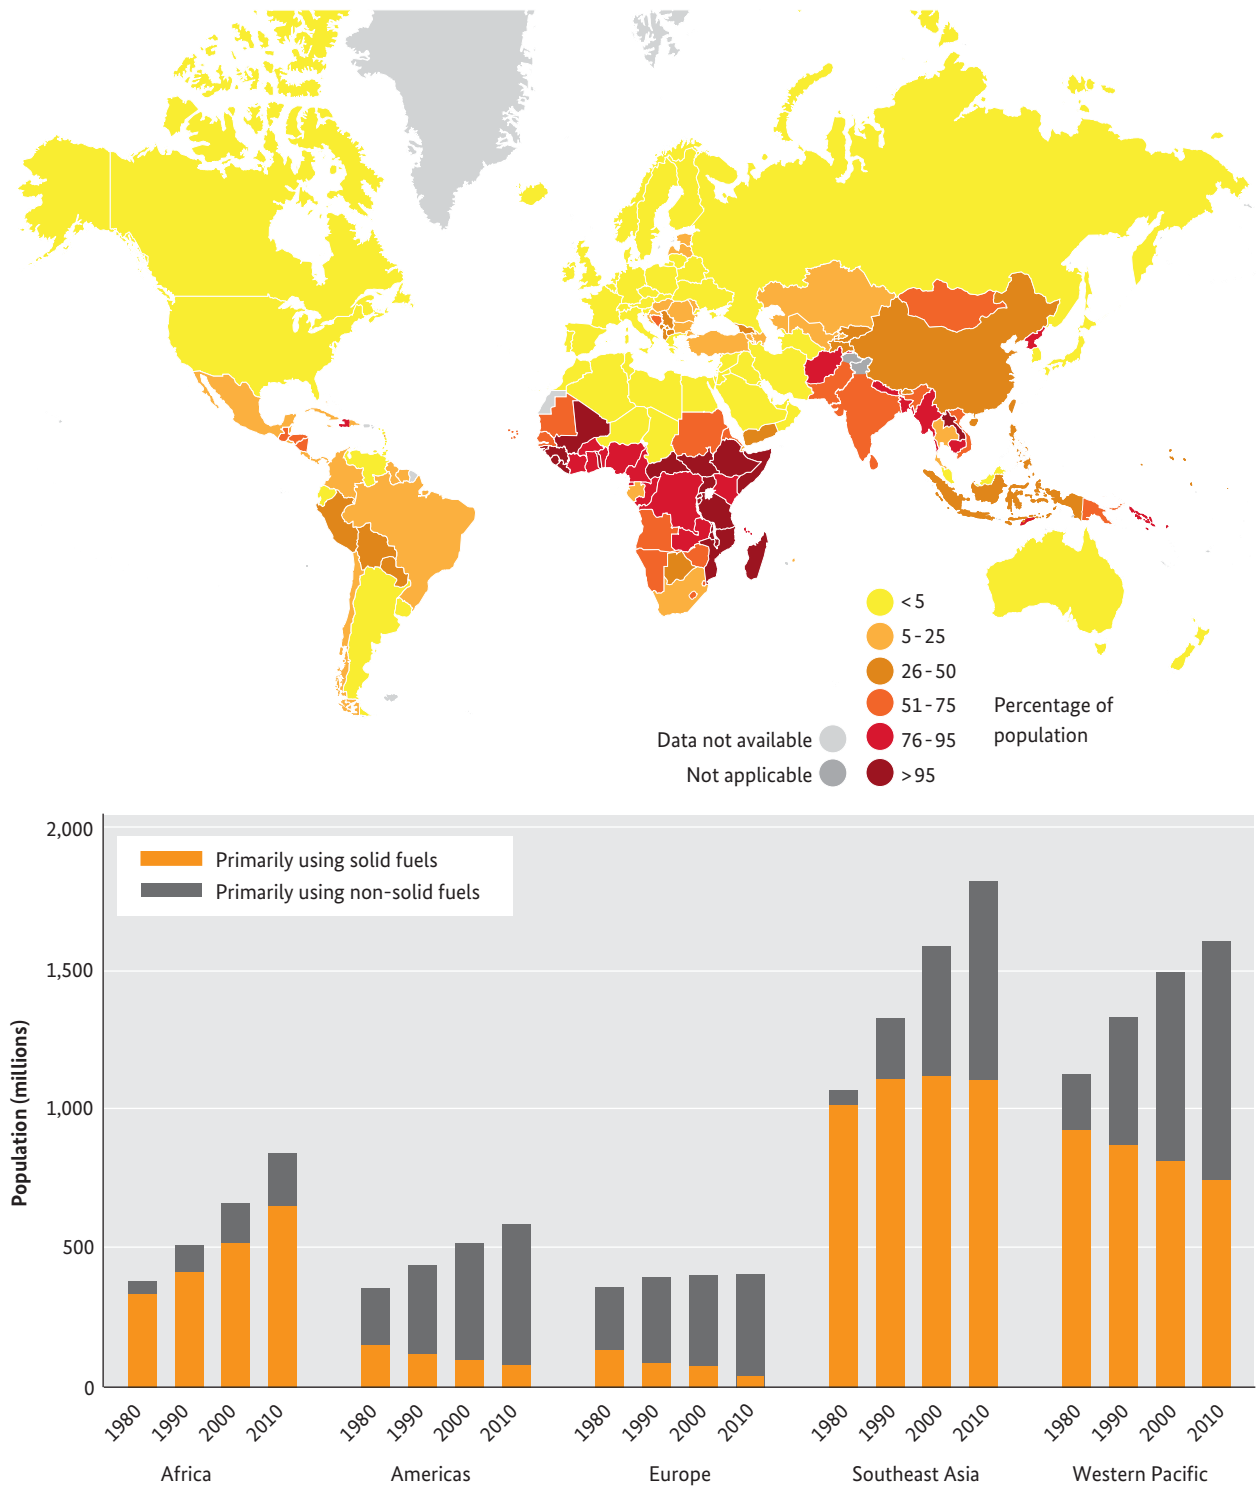 <5
5-25
26-50
51-75
76-95
>95
Percentage of
population
Data not available
Not applicable
2,000
1,500
1,000
500
0
Population (millions)
Primarily using solid fuels
Primarily using non-solid fuels
1980 1990 2000 2010 1980 1990 2000 2010 1980 1990 2000 2010 1980 1990 2000 2010 1980 1990 2000 2010
Africa Americas Europe Southeast Asia Western Pacific